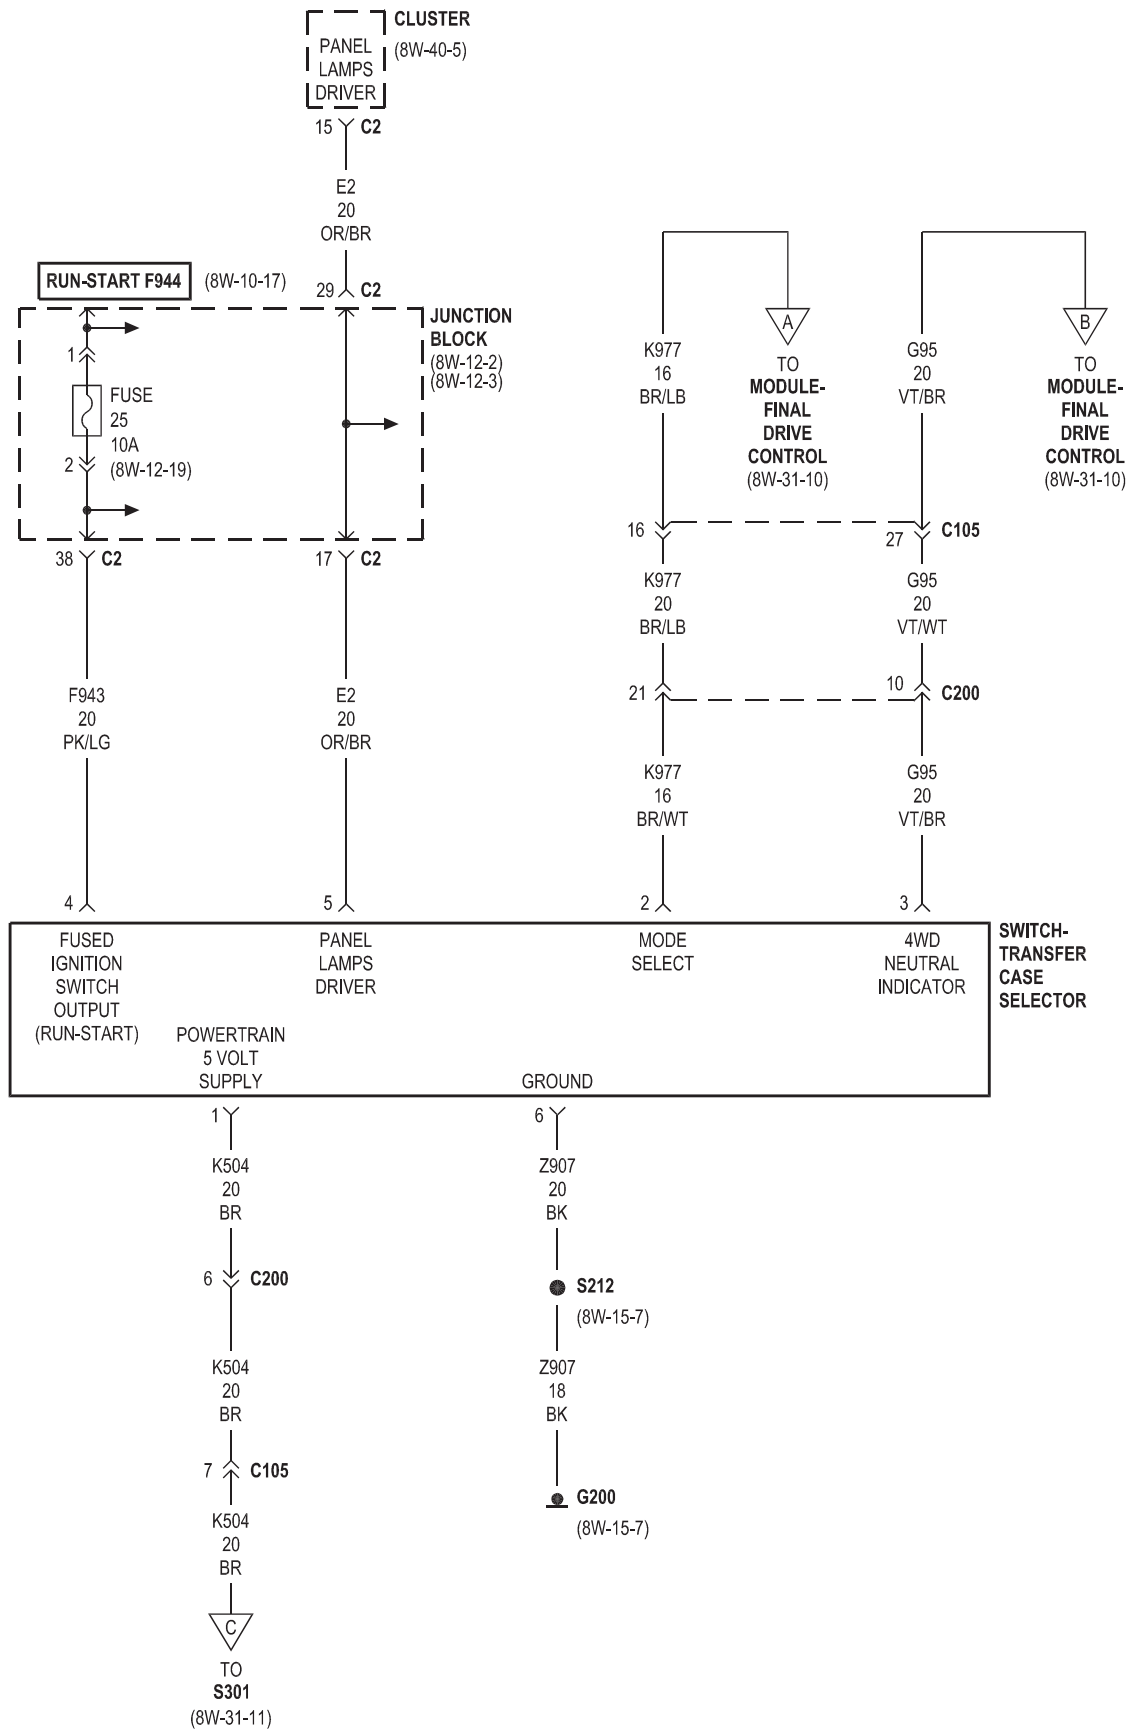 CLUSTER
(8W-40-5)
PANEL
LAMPS
DRIVER
15 C2
E2
20
OR/BR
RUN-START F944 (8W-10-17)
29 C2
JUNCTION
BLOCK
(8W-12-2)
(8W-12-3)
1
FUSE
25
10A
(8W-12-19)
2
38 C2
17 C2
K977
16
BR/LB
A
TO
MODULE-
FINAL
DRIVE
CONTROL
(8W-31-10)
G95
20
VT/BR
B
TO
MODULE-
FINAL
DRIVE
CONTROL
(8W-31-10)
16
27
C105
K977
20
BR/LB
G95
20
VT/WT
21
10
C200
F943
20
PK/LG
E2
20
OR/BR
K977
16
BR/WT
G95
20
VT/BR
4
5
2
3
FUSED
IGNITION
SWITCH
OUTPUT
(RUN-START)
PANEL
LAMPS
DRIVER
MODE
SELECT
4WD
NEUTRAL
INDICATOR
SWITCH-
TRANSFER
CASE
SELECTOR
POWERTRAIN
5 VOLT
SUPPLY
GROUND
1
6
K504
20
BR
Z907
20
BK
6 C200
S212
(8W-15-7)
K504
20
BR
Z907
18
BK
7 C105
G200
(8W-15-7)
K504
20
BR
C
TO
S301
(8W-31-11)